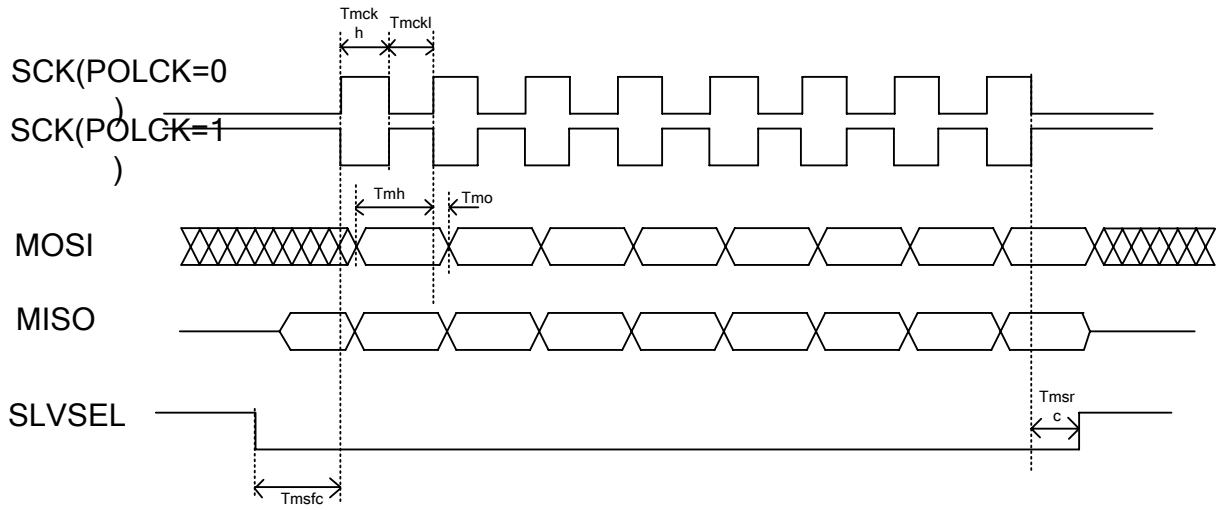 Tmck
h
Tmckl
SCK(POLCK=0
)
SCK(POLCK=1
)
Tmh
Tmo
MOSI
MISO
SLVSEL
Tmsr
c
Tmsfc